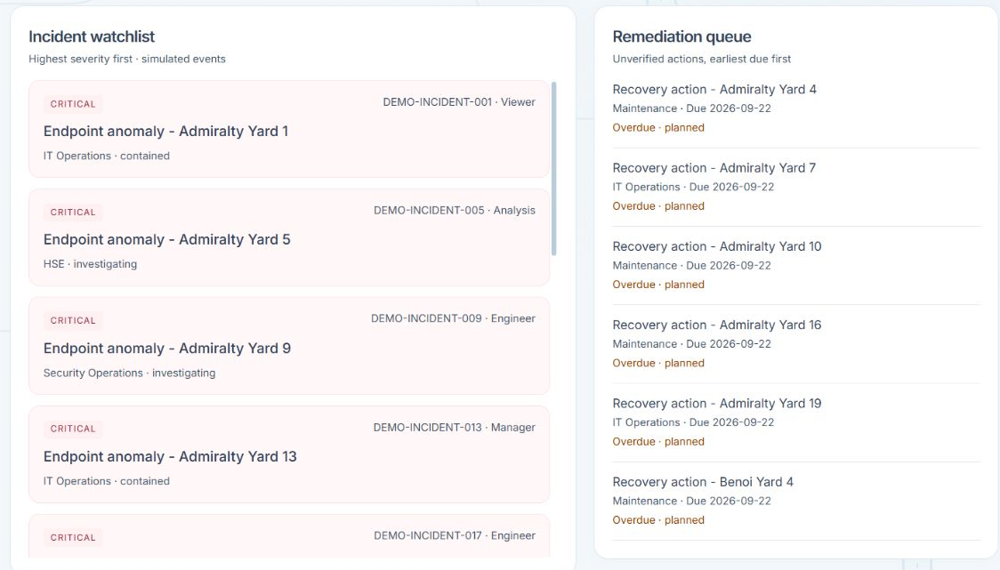 Incident watchlist
Highest severity first · simulated events
CRITICAL
DEMO-INCIDENT-001 · Viewer
Endpoint anomaly - Admiralty Yard 1
IT Operations · contained
CRITICAL
DEMO-INCIDENT-005 · Analysis
Endpoint anomaly - Admiralty Yard 5
HSE · investigating
CRITICAL
DEMO-INCIDENT-009 · Engineer
Endpoint anomaly - Admiralty Yard 9
Security Operations · investigating
CRITICAL
DEMO-INCIDENT-013 · Manager
Endpoint anomaly - Admiralty Yard 13
IT Operations · contained
CRITICAL
DEMO-INCIDENT-017 · Engineer
Remediation queue
Unverified actions, earliest due first
Recovery action - Admiralty Yard 4
Maintenance · Due 2026-09-22
Overdue · planned
Recovery action - Admiralty Yard 7
IT Operations · Due 2026-09-22
Overdue · planned
Recovery action - Admiralty Yard 10
Maintenance · Due 2026-09-22
Overdue · planned
Recovery action - Admiralty Yard 16
Maintenance · Due 2026-09-22
Overdue · planned
Recovery action - Admiralty Yard 19
IT Operations · Due 2026-09-22
Overdue · planned
Recovery action - Benoi Yard 4
Maintenance · Due 2026-09-22
Overdue · planned